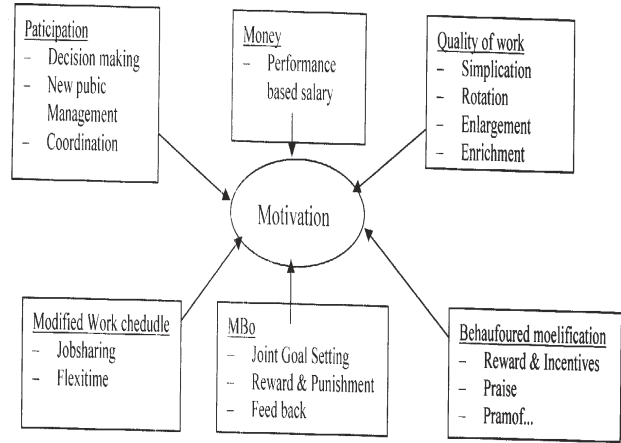 Paticipation
– Decision making
– New pubic
Management
– Coordination
Money
– Performance
based salary
Quality of work
– Simplication
– Rotation
– Enlargement
– Enrichment
Motivation
Modified Work chedudle
– Jobsharing
– Flexitime
MBo
– Joint Goal Setting
– Reward & Punishment
– Feed back
Behaufoured moelification
– Reward & Incentives
– Praise
– Pramof...